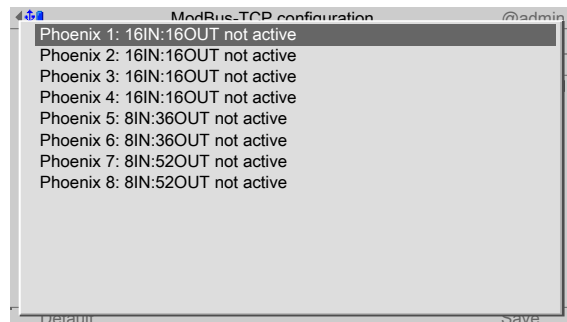 ModBus-TCP configuration @admin
Phoenix 1: 16IN:16OUT not active
Phoenix 2: 16IN:16OUT not active
Phoenix 3: 16IN:16OUT not active
Phoenix 4: 16IN:16OUT not active
Phoenix 5: 8IN:36OUT not active
Phoenix 6: 8IN:36OUT not active
Phoenix 7: 8IN:52OUT not active
Phoenix 8: 8IN:52OUT not active
Default Save